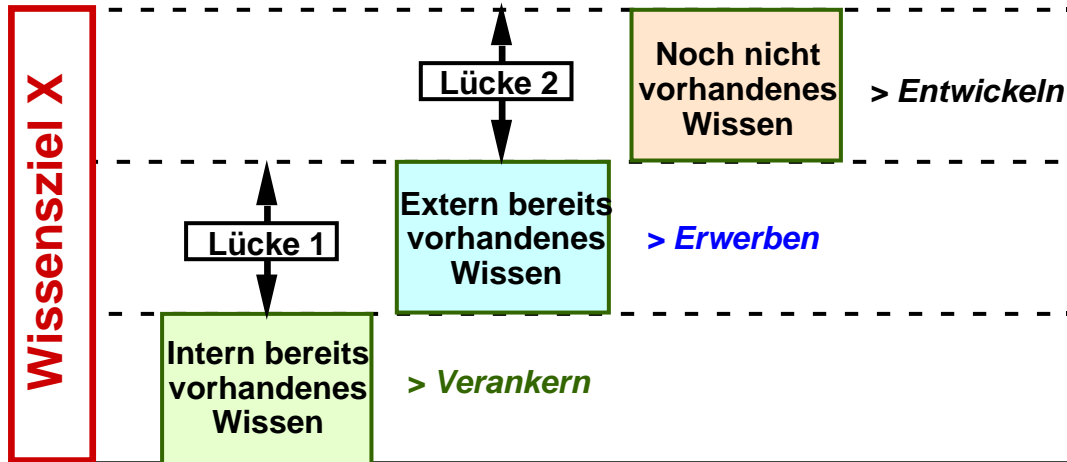 Wissensziel X
Lücke 2
Noch nicht
vorhandenes
Wissen
> Entwickeln
Lücke 1
Extern bereits
vorhandenes
Wissen
> Erwerben
Intern bereits
vorhandenes
Wissen
> Verankern